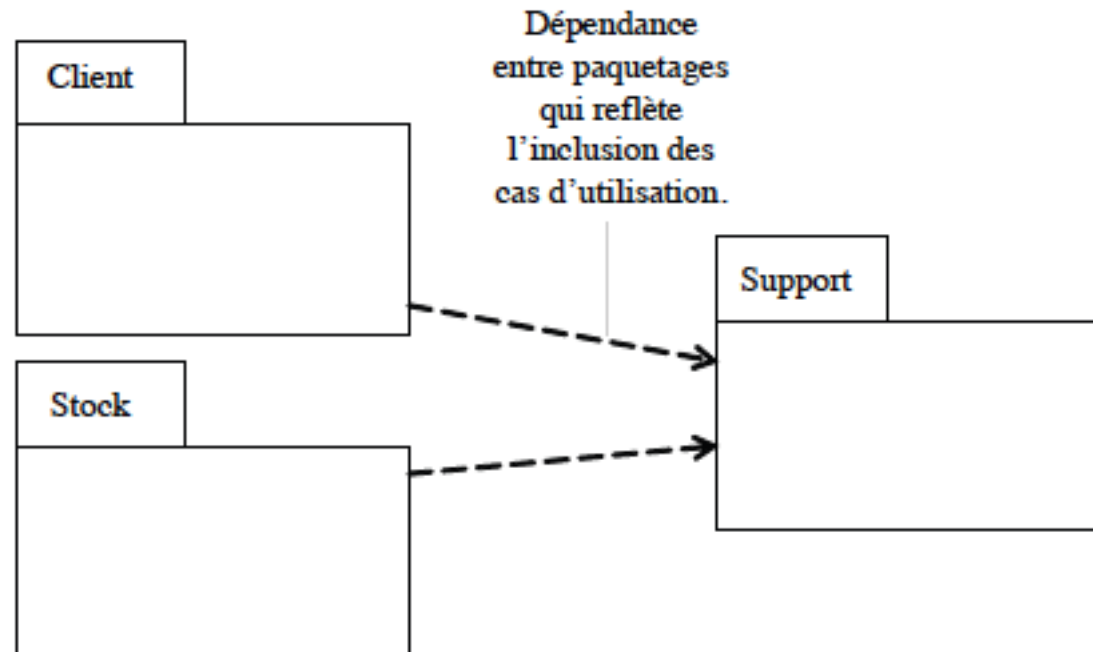 Dépendance
entre paquetages
qui reflète
l'inclusion des
cas d'utilisation.
Client
Support
Stock